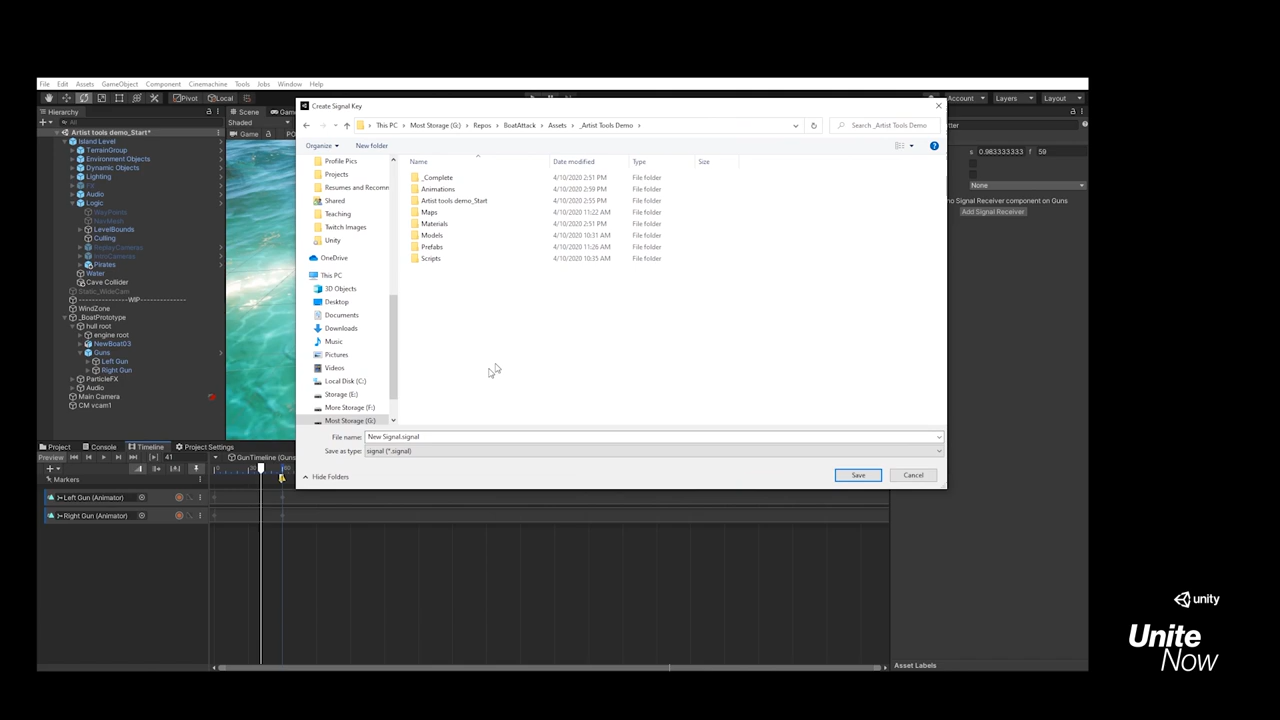 File Edit Assets GameObject Component Cinemachine Tools Jobs Window Help
Pivot Local Account Layers Layout
Hierarchy
Scene
All
Shaded
Game
Artist tools demo_Start*
Island Level
TerrainGroup
Environment Objects
Dynamic Objects
Lighting
FX
Audio
Logic
WayPoints
NavMesh
LevelBounds
Culling
ReplayCameras
IntroCameras
Pirates
Water
Cave Collider
Static_WideCam
---------------WIP---------------
WindZone
_BoatPrototype
hull root
engine root
NewBoat03
Guns
Left Gun
Right Gun
ParticleFX
Audio
Main Camera
CM vcam1
Create Signal Key
This PC > Most Storage (G:) > Repos > BoatAttack > Assets > _Artist Tools Demo >
Search _Artist Tools Demo
Organize New folder
Profile Pics
Projects
Resumes and Recomm
Shared
Teaching
Twitch Images
Unity
OneDrive
This PC
3D Objects
Desktop
Documents
Downloads
Music
Pictures
Videos
Local Disk (C:)
Storage (E:)
More Storage (F:)
Most Storage (G:)
Name Date modified Type Size
_Complete 4/10/2020 2:51 PM File folder
Animations 4/10/2020 2:59 PM File folder
Artist tools demo_Start 4/10/2020 2:55 PM File folder
Maps 4/10/2020 11:22 AM File folder
Materials 4/10/2020 2:51 PM File folder
Models 4/10/2020 10:31 AM File folder
Prefabs 4/10/2020 11:26 AM File folder
Scripts 4/10/2020 10:35 AM File folder
File name: New Signal.signal
Save as type: signal (*.signal)
Hide Folders
Save Cancel
s 0.983333333 f 59
None
Signal Receiver component on Guns
Add Signal Receiver
Project Console Timeline Project Settings
Preview 41 GunTimeline (Guns
Markers
Left Gun (Animator)
Right Gun (Animator)
Asset Labels
unity
Unite
Now